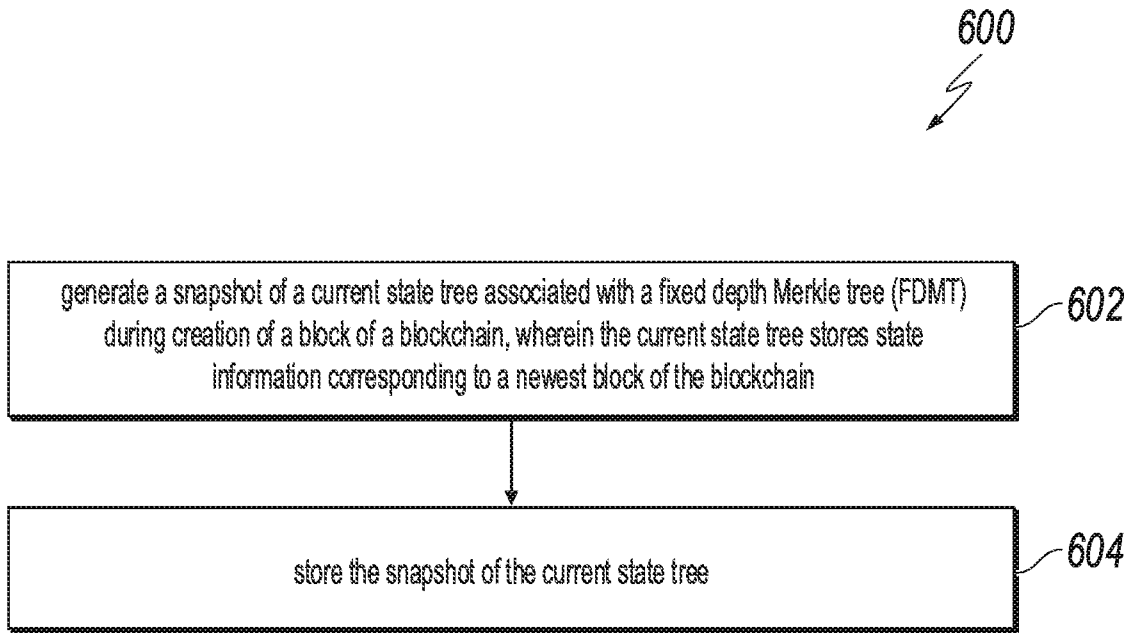 600
generate a snapshot of a current state tree associated with a fixed depth Merkle tree (FDMT)
during creation of a block of a blockchain, wherein the current state tree stores state
information corresponding to a newest block of the blockchain
602
store the snapshot of the current state tree
604